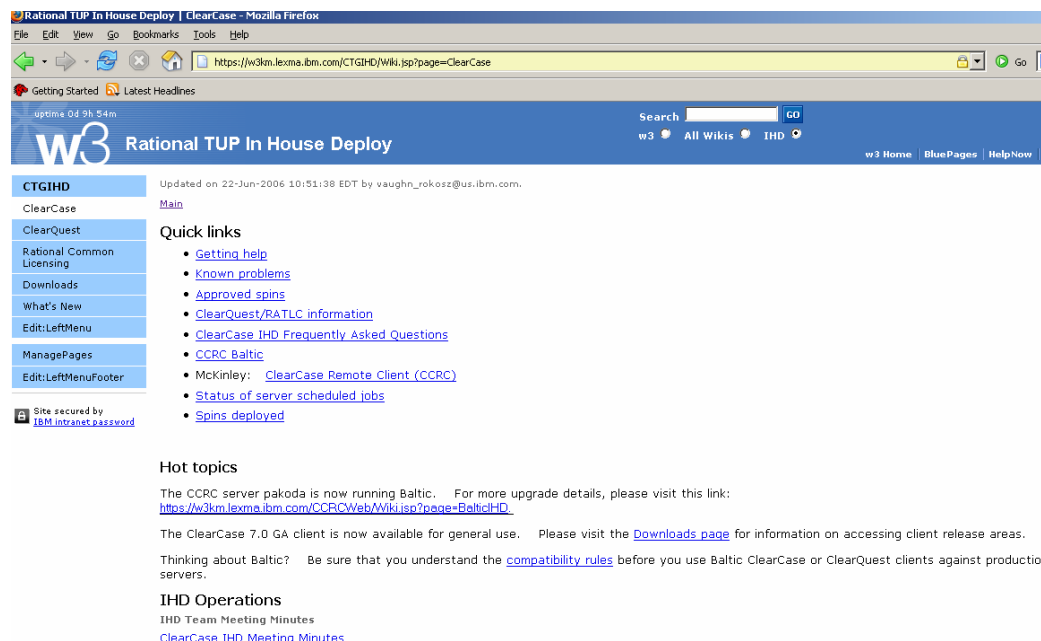 Rational TUP In House Deploy | ClearCase - Mozilla Firefox
File Edit View Go Bookmarks Tools Help
https://w3km.lexma.ibm.com/CTGIHD/Wiki.jsp?page=ClearCase
Go
Getting Started Latest Headlines
uptime 0d 9h 54m
w3 Rational TUP In House Deploy
Search GO
w3 All Wikis IHD
w3 Home BluePages HelpNow
CTGIHD
ClearCase
ClearQuest
Rational Common
Licensing
Downloads
What's New
Edit:LeftMenu
ManagePages
Edit:LeftMenuFooter
Site secured by
IBM intranet password
Updated on 22-Jun-2006 10:51:38 EDT by vaughn_rokosz@us.ibm.com.
Main
Quick links
• Getting help
• Known problems
• Approved spins
• ClearQuest/RATLC information
• ClearCase IHD Frequently Asked Questions
• CCRC Baltic
• McKinley: ClearCase Remote Client (CCRC)
• Status of server scheduled jobs
• Spins deployed
Hot topics
The CCRC server pakoda is now running Baltic. For more upgrade details, please visit this link:
https://w3km.lexma.ibm.com/CCRCWeb/Wiki.jsp?page=BalticIHD.
The ClearCase 7.0 GA client is now available for general use. Please visit the Downloads page for information on accessing client release areas.
Thinking about Baltic? Be sure that you understand the compatibility rules before you use Baltic ClearCase or ClearQuest clients against productio
servers.
IHD Operations
IHD Team Meeting Minutes
ClearCase IHD Meeting Minutes